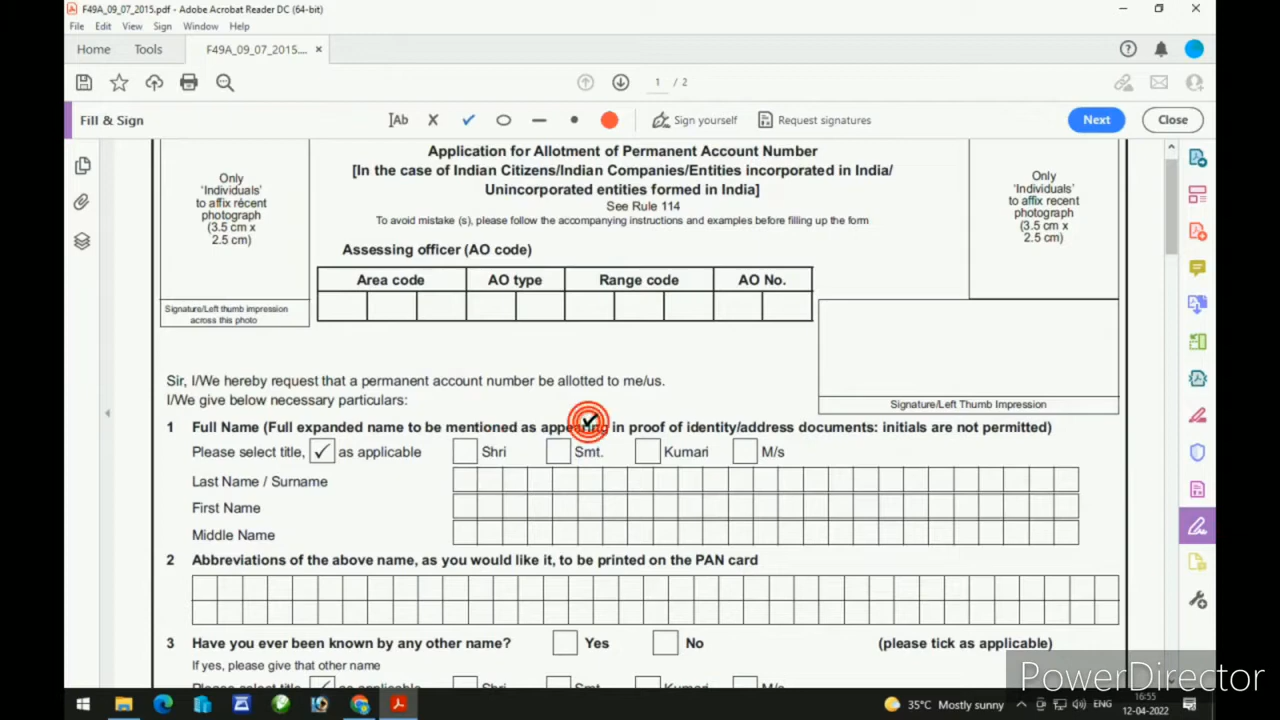 F49A_09_07_2015.pdf - Adobe Acrobat Reader DC (64-bit)
File Edit View Sign Window Help
Home Tools F49A_09_07_2015.... ×
1 / 2
Fill & Sign
Ab
Sign yourself
Request signatures
Next
Close
Application for Allotment of Permanent Account Number
[In the case of Indian Citizens/Indian Companies/Entities incorporated in India/
Unincorporated entities formed in India]
See Rule 114
To avoid mistake (s), please follow the accompanying instructions and examples before filling up the form
Only
'Individuals'
to affix recent
photograph
(3.5 cm x
2.5 cm)
Only
'Individuals'
to affix recent
photograph
(3.5 cm x
2.5 cm)
Assessing officer (AO code)
Area code AO type Range code AO No.
Signature/Left thumb impression
across this photo
Sir, I/We hereby request that a permanent account number be allotted to me/us.
I/We give below necessary particulars:
Signature/Left Thumb Impression
1 Full Name (Full expanded name to be mentioned as appearing in proof of identity/address documents: initials are not permitted)
Please select title, ✓ as applicable Shri Smt. Kumari M/s
Last Name / Surname
First Name
Middle Name
2 Abbreviations of the above name, as you would like it, to be printed on the PAN card
3 Have you ever been known by any other name? Yes No (please tick as applicable)
If yes, please give that other name
Please select title, ✓ as applicable Shri Smt. Kumari M/s
PowerDirector
35°C Mostly sunny
ENG
16:55
12-04-2022